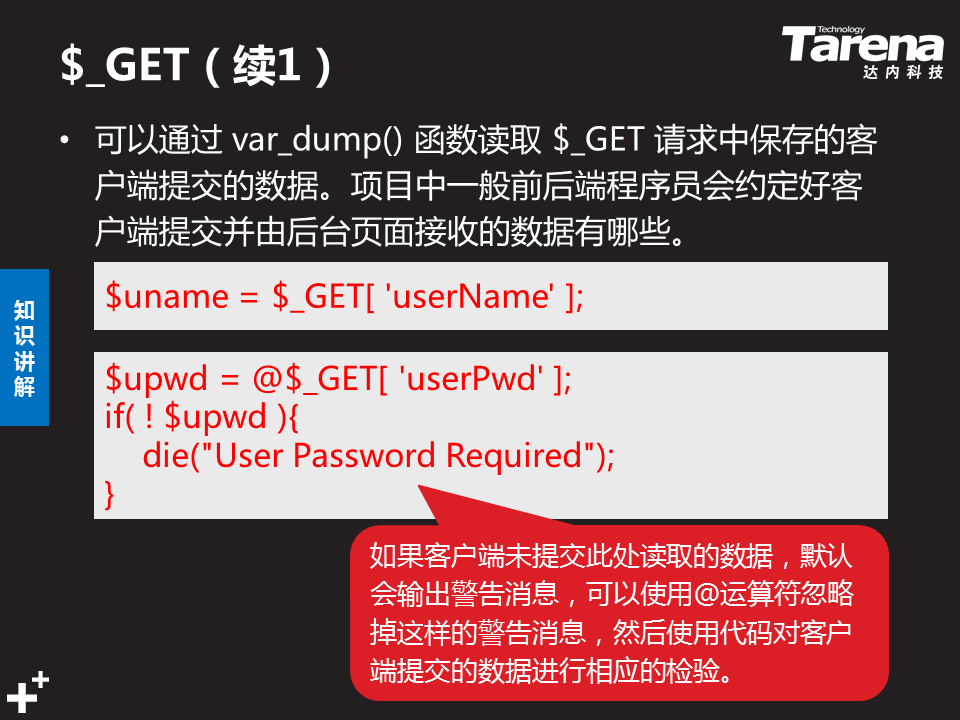 $_GET（续1）
Technology
Tarena
达内科技
• 可以通过 var_dump() 函数读取 $_GET 请求中保存的客
户端提交的数据。项目中一般前后端程序员会约定好客
户端提交并由后台页面接收的数据有哪些。
知
识
讲
解
$uname = $_GET[ 'userName' ];
$upwd = @$_GET[ 'userPwd' ];
if( ! $upwd ){
    die("User Password Required");
}
如果客户端未提交此处读取的数据，默认
会输出警告消息，可以使用@运算符忽略
掉这样的警告消息，然后使用代码对客户
端提交的数据进行相应的检验。